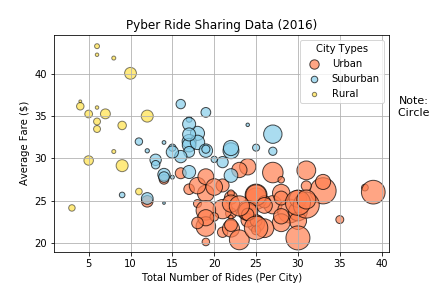 Pyber Ride Sharing Data (2016)
City Types
Urban
Suburban
Rural
Note:
Circle
Average Fare ($)
40
35
30
25
20
5 10 15 20 25 30 35 40
Total Number of Rides (Per City)